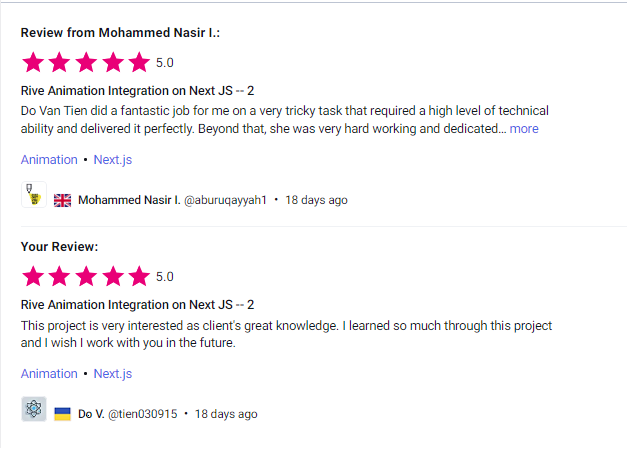 Review from Mohammed Nasir I.:
5.0
Rive Animation Integration on Next JS -- 2
Do Van Tien did a fantastic job for me on a very tricky task that required a high level of technical
ability and delivered it perfectly. Beyond that, she was very hard working and dedicated... more
Animation • Next.js
Mohammed Nasir I. @aburuqayyah1 • 18 days ago
Your Review:
5.0
Rive Animation Integration on Next JS -- 2
This project is very interested as client's great knowledge. I learned so much through this project
and I wish I work with you in the future.
Animation • Next.js
Do V. @tien030915 • 18 days ago